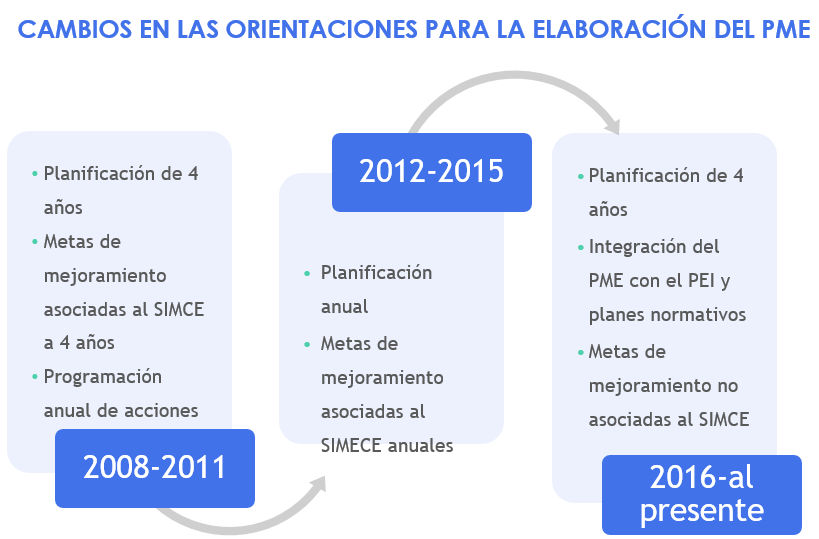 CAMBIOS EN LAS ORIENTACIONES PARA LA ELABORACIÓN DEL PME
• Planificación de 4
años
• Metas de
mejoramiento
asociadas al SIMCE
a 4 años
• Programación
anual de acciones
2008-2011
2012-2015
• Planificación
anual
• Metas de
mejoramiento
asociadas al
SIMECE anuales
• Planificación de 4
años
• Integración del
PME con el PEI y
planes normativos
• Metas de
mejoramiento no
asociadas al SIMCE
2016-al
presente